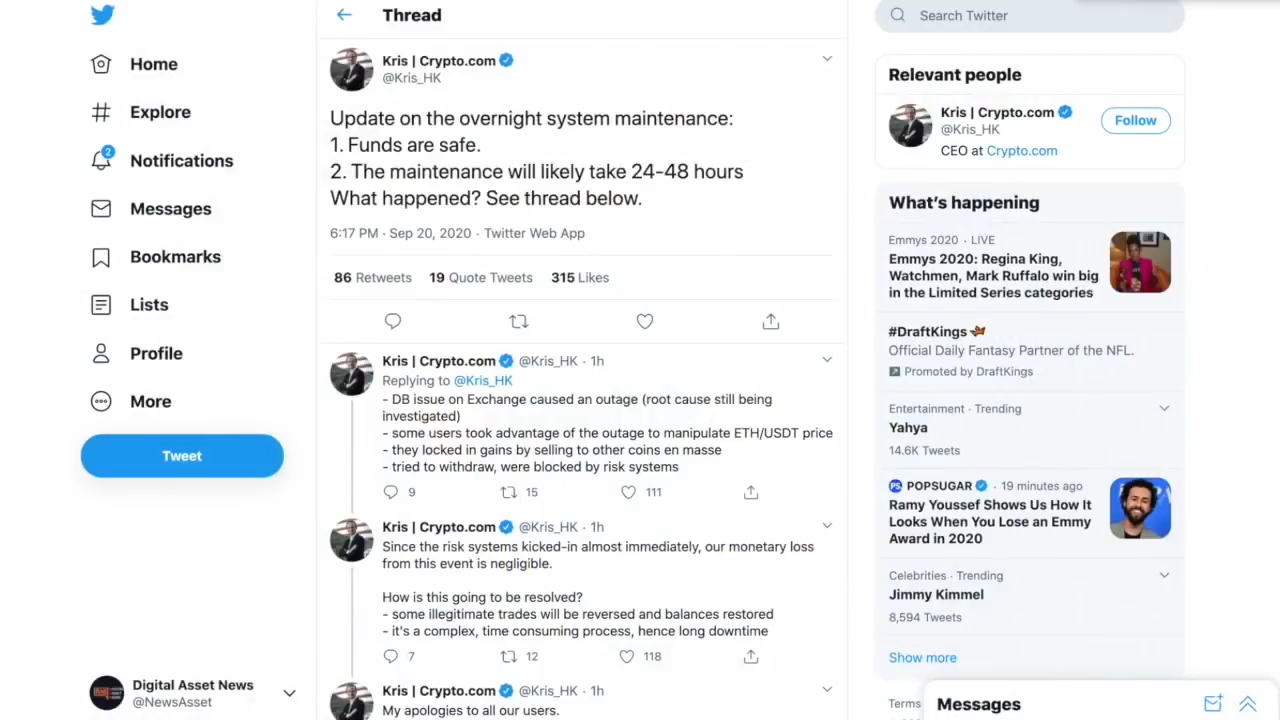 Home
Explore
2
Notifications
Messages
Bookmarks
Lists
Profile
More
Tweet
Digital Asset News
@NewsAsset
Thread
Kris | Crypto.com
@Kris_HK
Update on the overnight system maintenance:
1. Funds are safe.
2. The maintenance will likely take 24-48 hours
What happened? See thread below.
6:17 PM · Sep 20, 2020 · Twitter Web App
86 Retweets 19 Quote Tweets 315 Likes
Kris | Crypto.com @Kris_HK · 1h
Replying to @Kris_HK
- DB issue on Exchange caused an outage (root cause still being
investigated)
- some users took advantage of the outage to manipulate ETH/USDT price
- they locked in gains by selling to other coins en masse
- tried to withdraw, were blocked by risk systems
9 15 111
Kris | Crypto.com @Kris_HK · 1h
Since the risk systems kicked-in almost immediately, our monetary loss
from this event is negligible.
How is this going to be resolved?
- some illegitimate trades will be reversed and balances restored
- it's a complex, time consuming process, hence long downtime
7 12 118
Kris | Crypto.com @Kris_HK · 1h
My apologies to all our users.
Search Twitter
Relevant people
Kris | Crypto.com
@Kris_HK
Follow
CEO at Crypto.com
What's happening
Emmys 2020 · LIVE
Emmys 2020: Regina King,
Watchmen, Mark Ruffalo win big
in the Limited Series categories
#DraftKings
Official Daily Fantasy Partner of the NFL.
Promoted by DraftKings
Entertainment · Trending
Yahya
14.6K Tweets
PS POPSUGAR · 19 minutes ago
Ramy Youssef Shows Us How It
Looks When You Lose an Emmy
Award in 2020
Celebrities · Trending
Jimmy Kimmel
8,594 Tweets
Show more
Terms
Messages